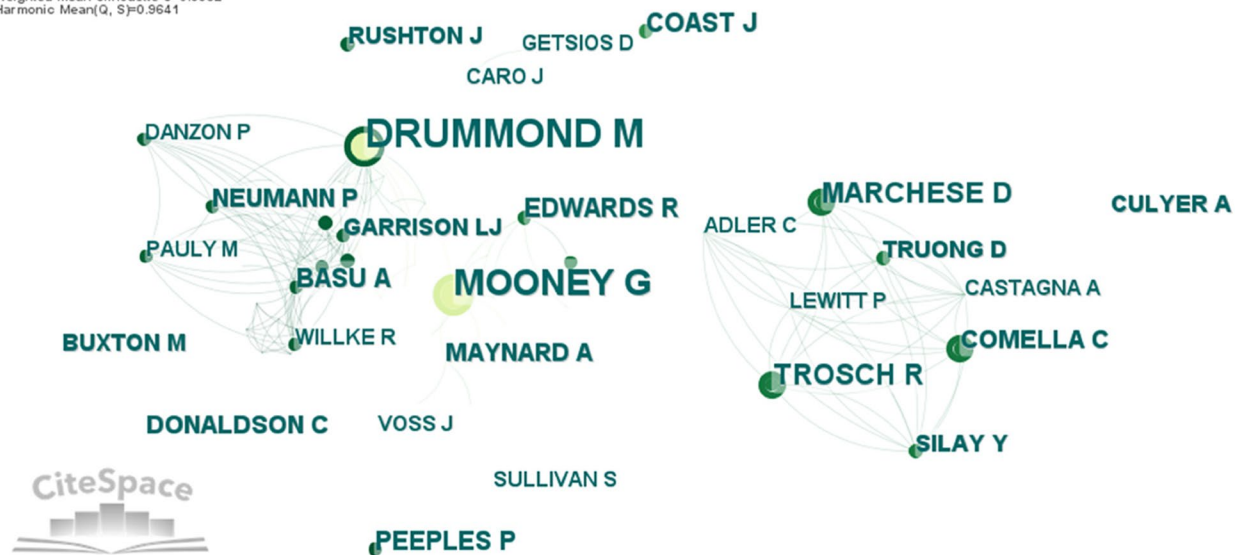 Harmonic Mean(Q, S)=0.9641
RUSHTON J
GETSIOS D
COAST J
CARO J
DANZON P
DRUMMOND M
NEUMANN P
GARRISON LJ
EDWARDS R
MARCHESE D
CULYER A
ADLER C
PAULY M
TRUONG D
BASU A
MOONEY G
LEWITT P
CASTAGNA A
WILLKE R
BUXTON M
MAYNARD A
COMELLA C
TROSCH R
DONALDSON C
VOSS J
SILAY Y
SULLIVAN S
CiteSpace
PEEPLES P